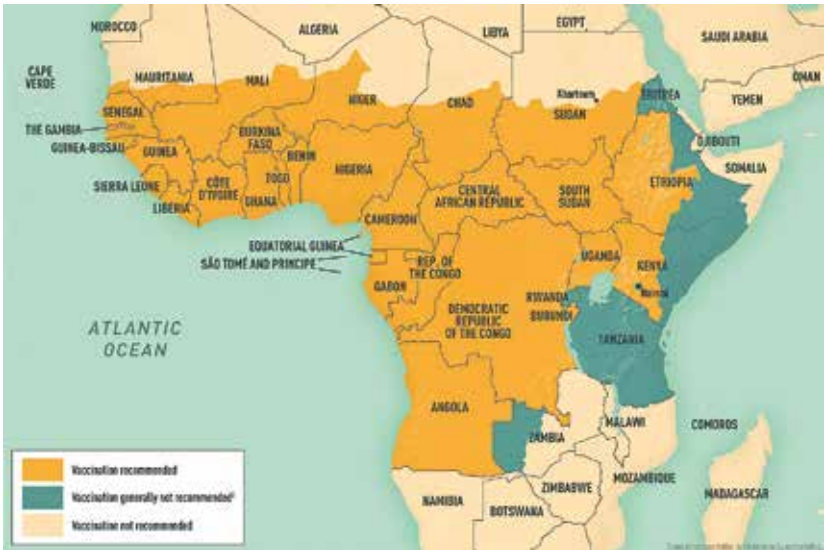 MOROCCO
ALGERIA
LIBYA
EGYPT
SAUDI ARABIA
CAPE
VERDE
MAURITANIA
MALI
NIGER
CHAD
Khartoum
SUDAN
ERITREA
YEMEN
OMAN
SENEGAL
THE GAMBIA
GUINEA-BISSAU
GUINEA
BURKINA
FASO
BENIN
NIGERIA
DJIBOUTI
SOMALIA
SIERRA LEONE
LIBERIA
CÔTE
D'IVOIRE
GHANA
TOGO
CENTRAL
AFRICAN REPUBLIC
SOUTH
SUDAN
ETHIOPIA
CAMEROON
EQUATORIAL GUINEA
SÃO TOMÉ AND PRINCIPE
GABON
REP. OF
THE CONGO
UGANDA
KENYA
Nairobi
DEMOCRATIC
REPUBLIC
OF THE CONGO
RWANDA
BURUNDI
TANZANIA
ATLANTIC
OCEAN
ANGOLA
ZAMBIA
MALAWI
COMOROS
MOZAMBIQUE
ZIMBABWE
MADAGASCAR
NAMIBIA
BOTSWANA
Vaccination recommended
Vaccination generally not recommended
Vaccination not recommended